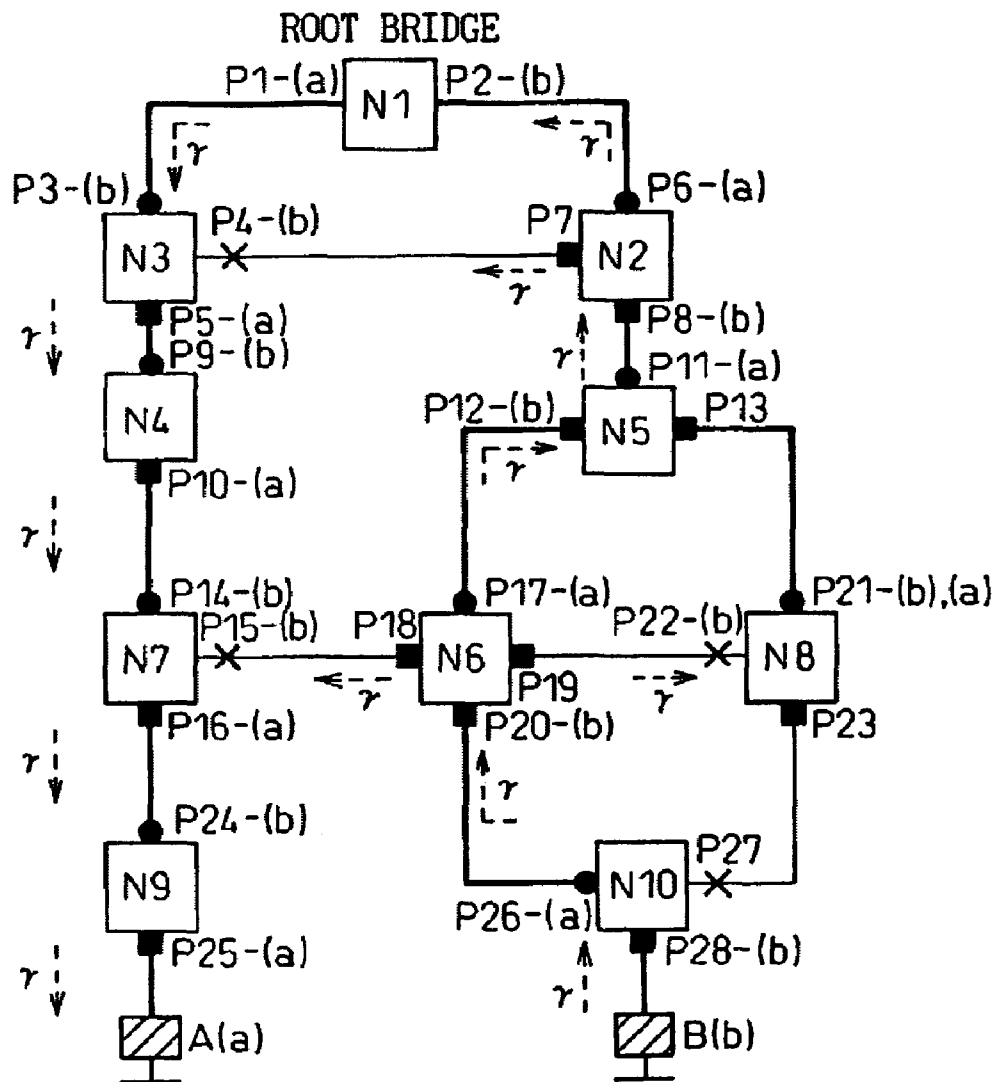 ROOT BRIDGE
P1-(a)
P2-(b)
N1
γ
γ
P3-(b)
P6-(a)
P4-(b)
P7
N3
N2
γ
P5-(a)
P8-(b)
γ
γ
P9-(b)
P11-(a)
N4
P12-(b)
N5
P13
γ
P10-(a)
γ
P14-(b)
P17-(a)
P21-(b),(a)
P15-(b)
P18
P22-(b)
N7
N6
N8
γ
P19
γ
P16-(a)
P20-(b)
P23
γ
γ
P24-(b)
N9
N10
P27
P26-(a)
P25-(a)
P28-(b)
γ
γ
A(a)
B(b)